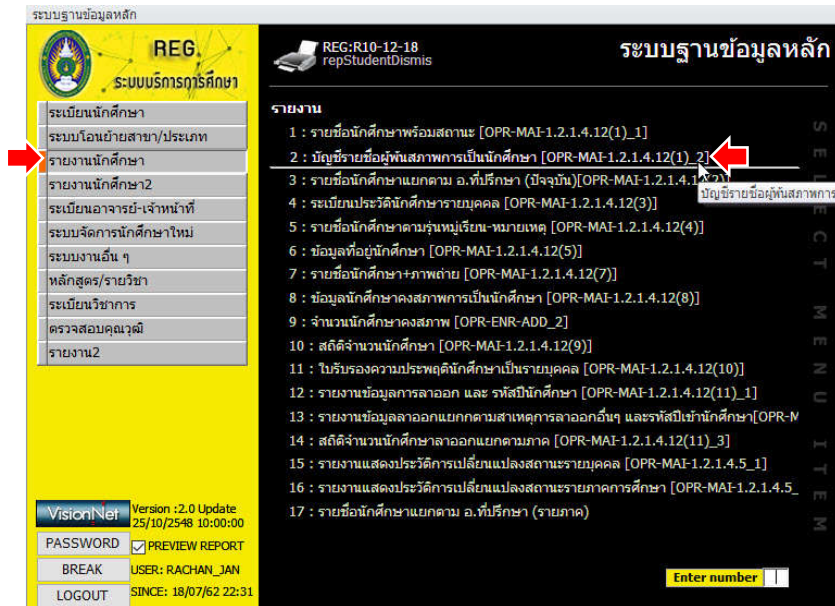 ระบบฐานข้อมูลหลัก
REG
ระบบบริการการศึกษา
REG:R10-12-18
repStudentDismis
ระบบฐานข้อมูลหลัก
ระเบียนนักศึกษา
ระบบโอนย้ายสาขา/ประเภท
รายงานนักศึกษา
รายงานนักศึกษา2
ระเบียนอาจารย์-เจ้าหน้าที่
ระบบจัดการนักศึกษาใหม่
ระบบงานอื่น ๆ
หลักสูตร/รายวิชา
ระเบียนวิชาการ
ตรวจสอบคุณวุฒิ
รายงาน2
รายงาน
1 : รายชื่อนักศึกษาพร้อมสถานะ [OPR-MAI-1.2.1.4.12(1)_1]
2 : บัญชีรายชื่อผู้พ้นสภาพการเป็นนักศึกษา [OPR-MAI-1.2.1.4.12(1)_2]
3 : รายชื่อนักศึกษาแยกตาม อ.ที่ปรึกษา (ปัจจุบัน)[OPR-MAI-1.2.1.4.1
บัญชีรายชื่อผู้พ้นสภาพการ
4 : ระเบียนประวัตินักศึกษารายบุคคล [OPR-MAI-1.2.1.4.12(3)]
5 : รายชื่อนักศึกษาตามรุ่นหมู่เรียน-หมายเหตุ [OPR-MAI-1.2.1.4.12(4)]
6 : ข้อมูลที่อยู่นักศึกษา [OPR-MAI-1.2.1.4.12(5)]
7 : รายชื่อนักศึกษา+ภาพถ่าย [OPR-MAI-1.2.1.4.12(7)]
8 : ข้อมูลนักศึกษาคงสภาพการเป็นนักศึกษา [OPR-MAI-1.2.1.4.12(8)]
9 : จำนวนนักศึกษาคงสภาพ [OPR-ENR-ADD_2]
10 : สถิติจำนวนนักศึกษา [OPR-MAI-1.2.1.4.12(9)]
11 : ใบรับรองความประพฤตินักศึกษาเป็นรายบุคคล [OPR-MAI-1.2.1.4.12(10)]
12 : รายงานข้อมูลการลาออก และ รหัสปีนักศึกษา [OPR-MAI-1.2.1.4.12(11)_1]
13 : รายงานข้อมูลลาออกแยกกตามสาเหตุการลาออกอื่นๆ และรหัสปีเข้านักศึกษา[OPR-M
14 : สถิติจำนวนนักศึกษาลาออกแยกตามภาค [OPR-MAI-1.2.1.4.12(11)_3]
15 : รายงานแสดงประวัติการเปลี่ยนแปลงสถานะรายบุคคล [OPR-MAI-1.2.1.4.5_1]
16 : รายงานแสดงประวัติการเปลี่ยนแปลงสถานะรายภาคการศึกษา [OPR-MAI-1.2.1.4.5_
17 : รายชื่อนักศึกษาแยกตาม อ.ที่ปรึกษา (รายภาค)
SELECT MENU ITEM
VisionNet
Version :2.0 Update
25/10/2548 10:00:00
PASSWORD
PREVIEW REPORT
BREAK
USER: RACHAN_JAN
LOGOUT
SINCE: 18/07/62 22:31
Enter number